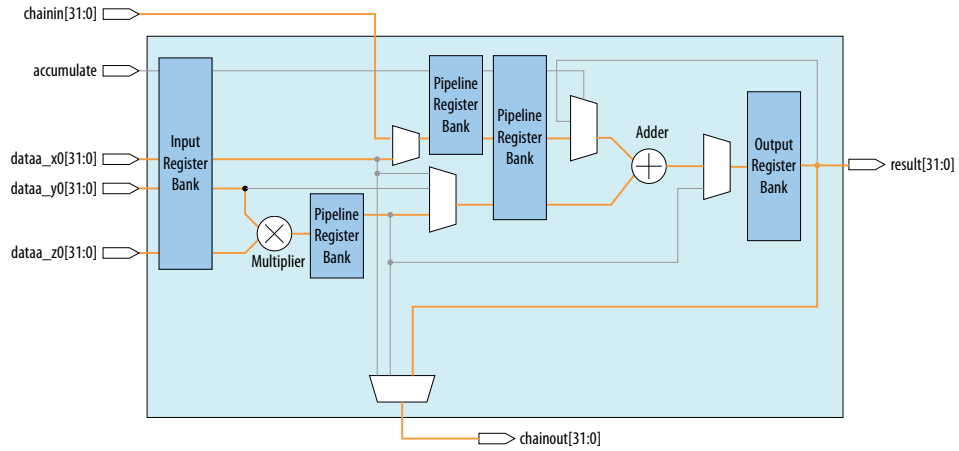 chainin[31:0]
accumulate
dataa_x0[31:0]
dataa_y0[31:0]
dataa_z0[31:0]
Input
Register
Bank
Multiplier
Pipeline
Register
Bank
Pipeline
Register
Bank
Pipeline
Register
Bank
Adder
Output
Register
Bank
result[31:0]
chainout[31:0]